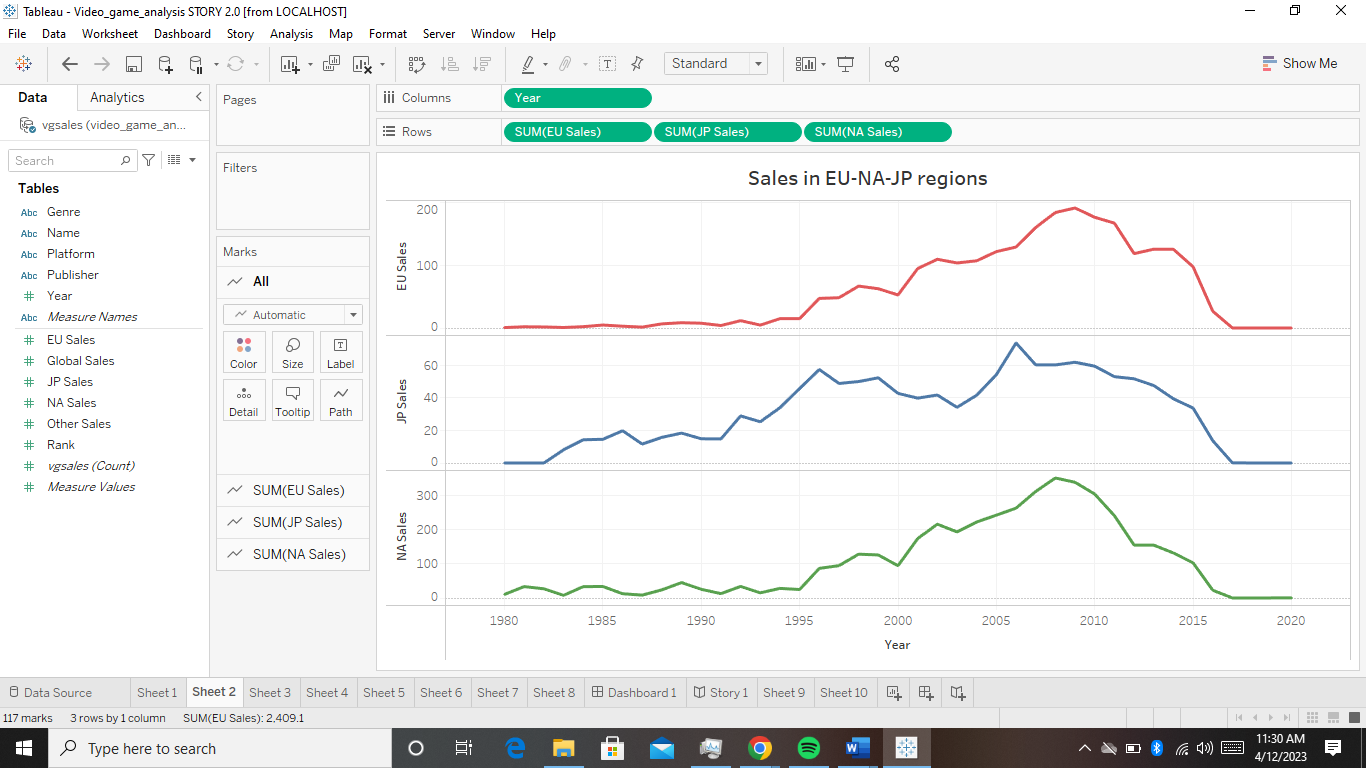 Tableau - Video_game_analysis STORY 2.0 [from LOCALHOST]
File Data Worksheet Dashboard Story Analysis Map Format Server Window Help
Standard
Show Me
Data Analytics
vgsales (video_game_an...
Search
Tables
Abc Genre
Abc Name
Abc Platform
Abc Publisher
# Year
Abc Measure Names
# EU Sales
# Global Sales
# JP Sales
# NA Sales
# Other Sales
# Rank
# vgsales (Count)
# Measure Values
Pages
Filters
Marks
All
Automatic
Color Size Label
Detail Tooltip Path
SUM(EU Sales)
SUM(JP Sales)
SUM(NA Sales)
Columns Year
Rows SUM(EU Sales) SUM(JP Sales) SUM(NA Sales)
Sales in EU-NA-JP regions
EU Sales
200
100
0
JP Sales
60
40
20
0
NA Sales
300
200
100
0
1980 1985 1990 1995 2000 2005 2010 2015 2020
Year
Data Source Sheet 1 Sheet 2 Sheet 3 Sheet 4 Sheet 5 Sheet 6 Sheet 7 Sheet 8 Dashboard 1 Story 1 Sheet 9 Sheet 10
117 marks 3 rows by 1 column SUM(EU Sales): 2,409.1
Type here to search
11:30 AM
4/12/2023